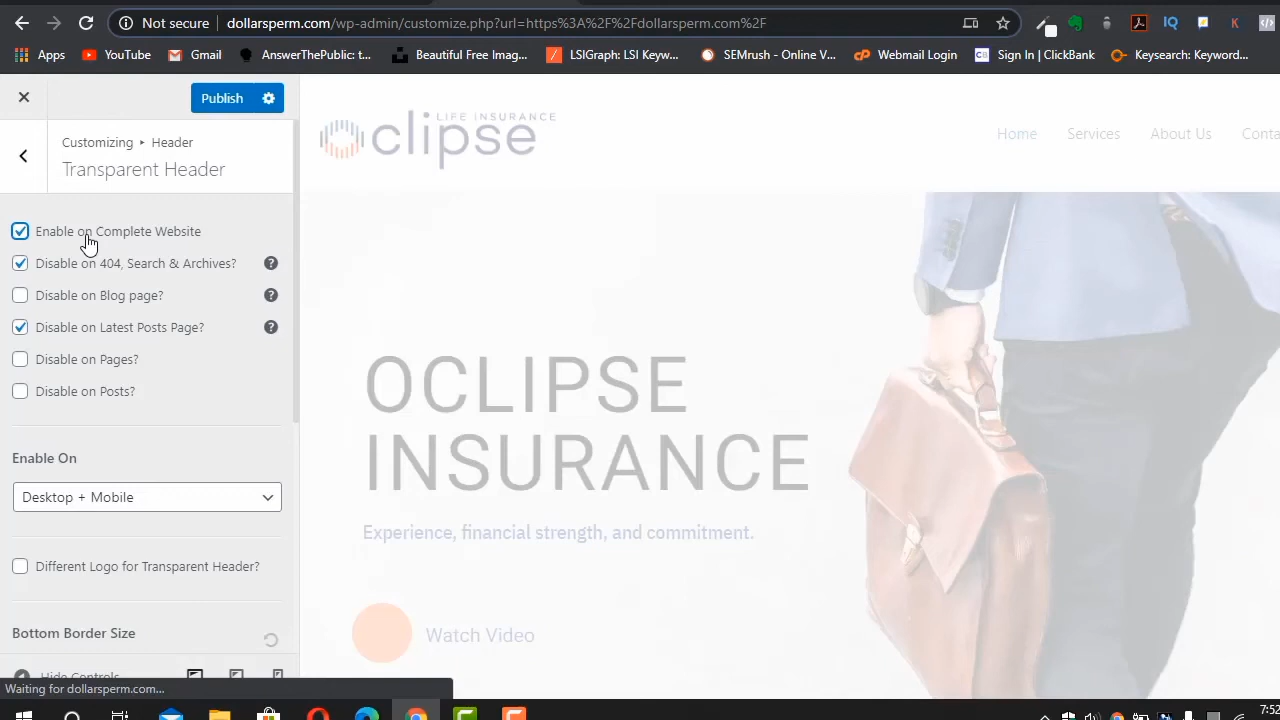 Not secure dollarsperm.com/wp-admin/customize.php?url=https%3A%2F%2Fdollarsperm.com%2F
Apps YouTube Gmail AnswerThePublic: t... Beautiful Free Imag... LSIGraph: LSI Keyw... SEMrush - Online V... Webmail Login Sign In | ClickBank Keysearch: Keyword...
Publish
Customizing ▸ Header
Transparent Header
Enable on Complete Website
Disable on 404, Search & Archives?
Disable on Blog page?
Disable on Latest Posts Page?
Disable on Pages?
Disable on Posts?
Enable On
Desktop + Mobile
Different Logo for Transparent Header?
Bottom Border Size
Hide Controls
Waiting for dollarsperm.com...
LIFE INSURANCE
clipse
Home Services About Us Conta
OCLIPSE
INSURANCE
Experience, financial strength, and commitment.
Watch Video
7:52